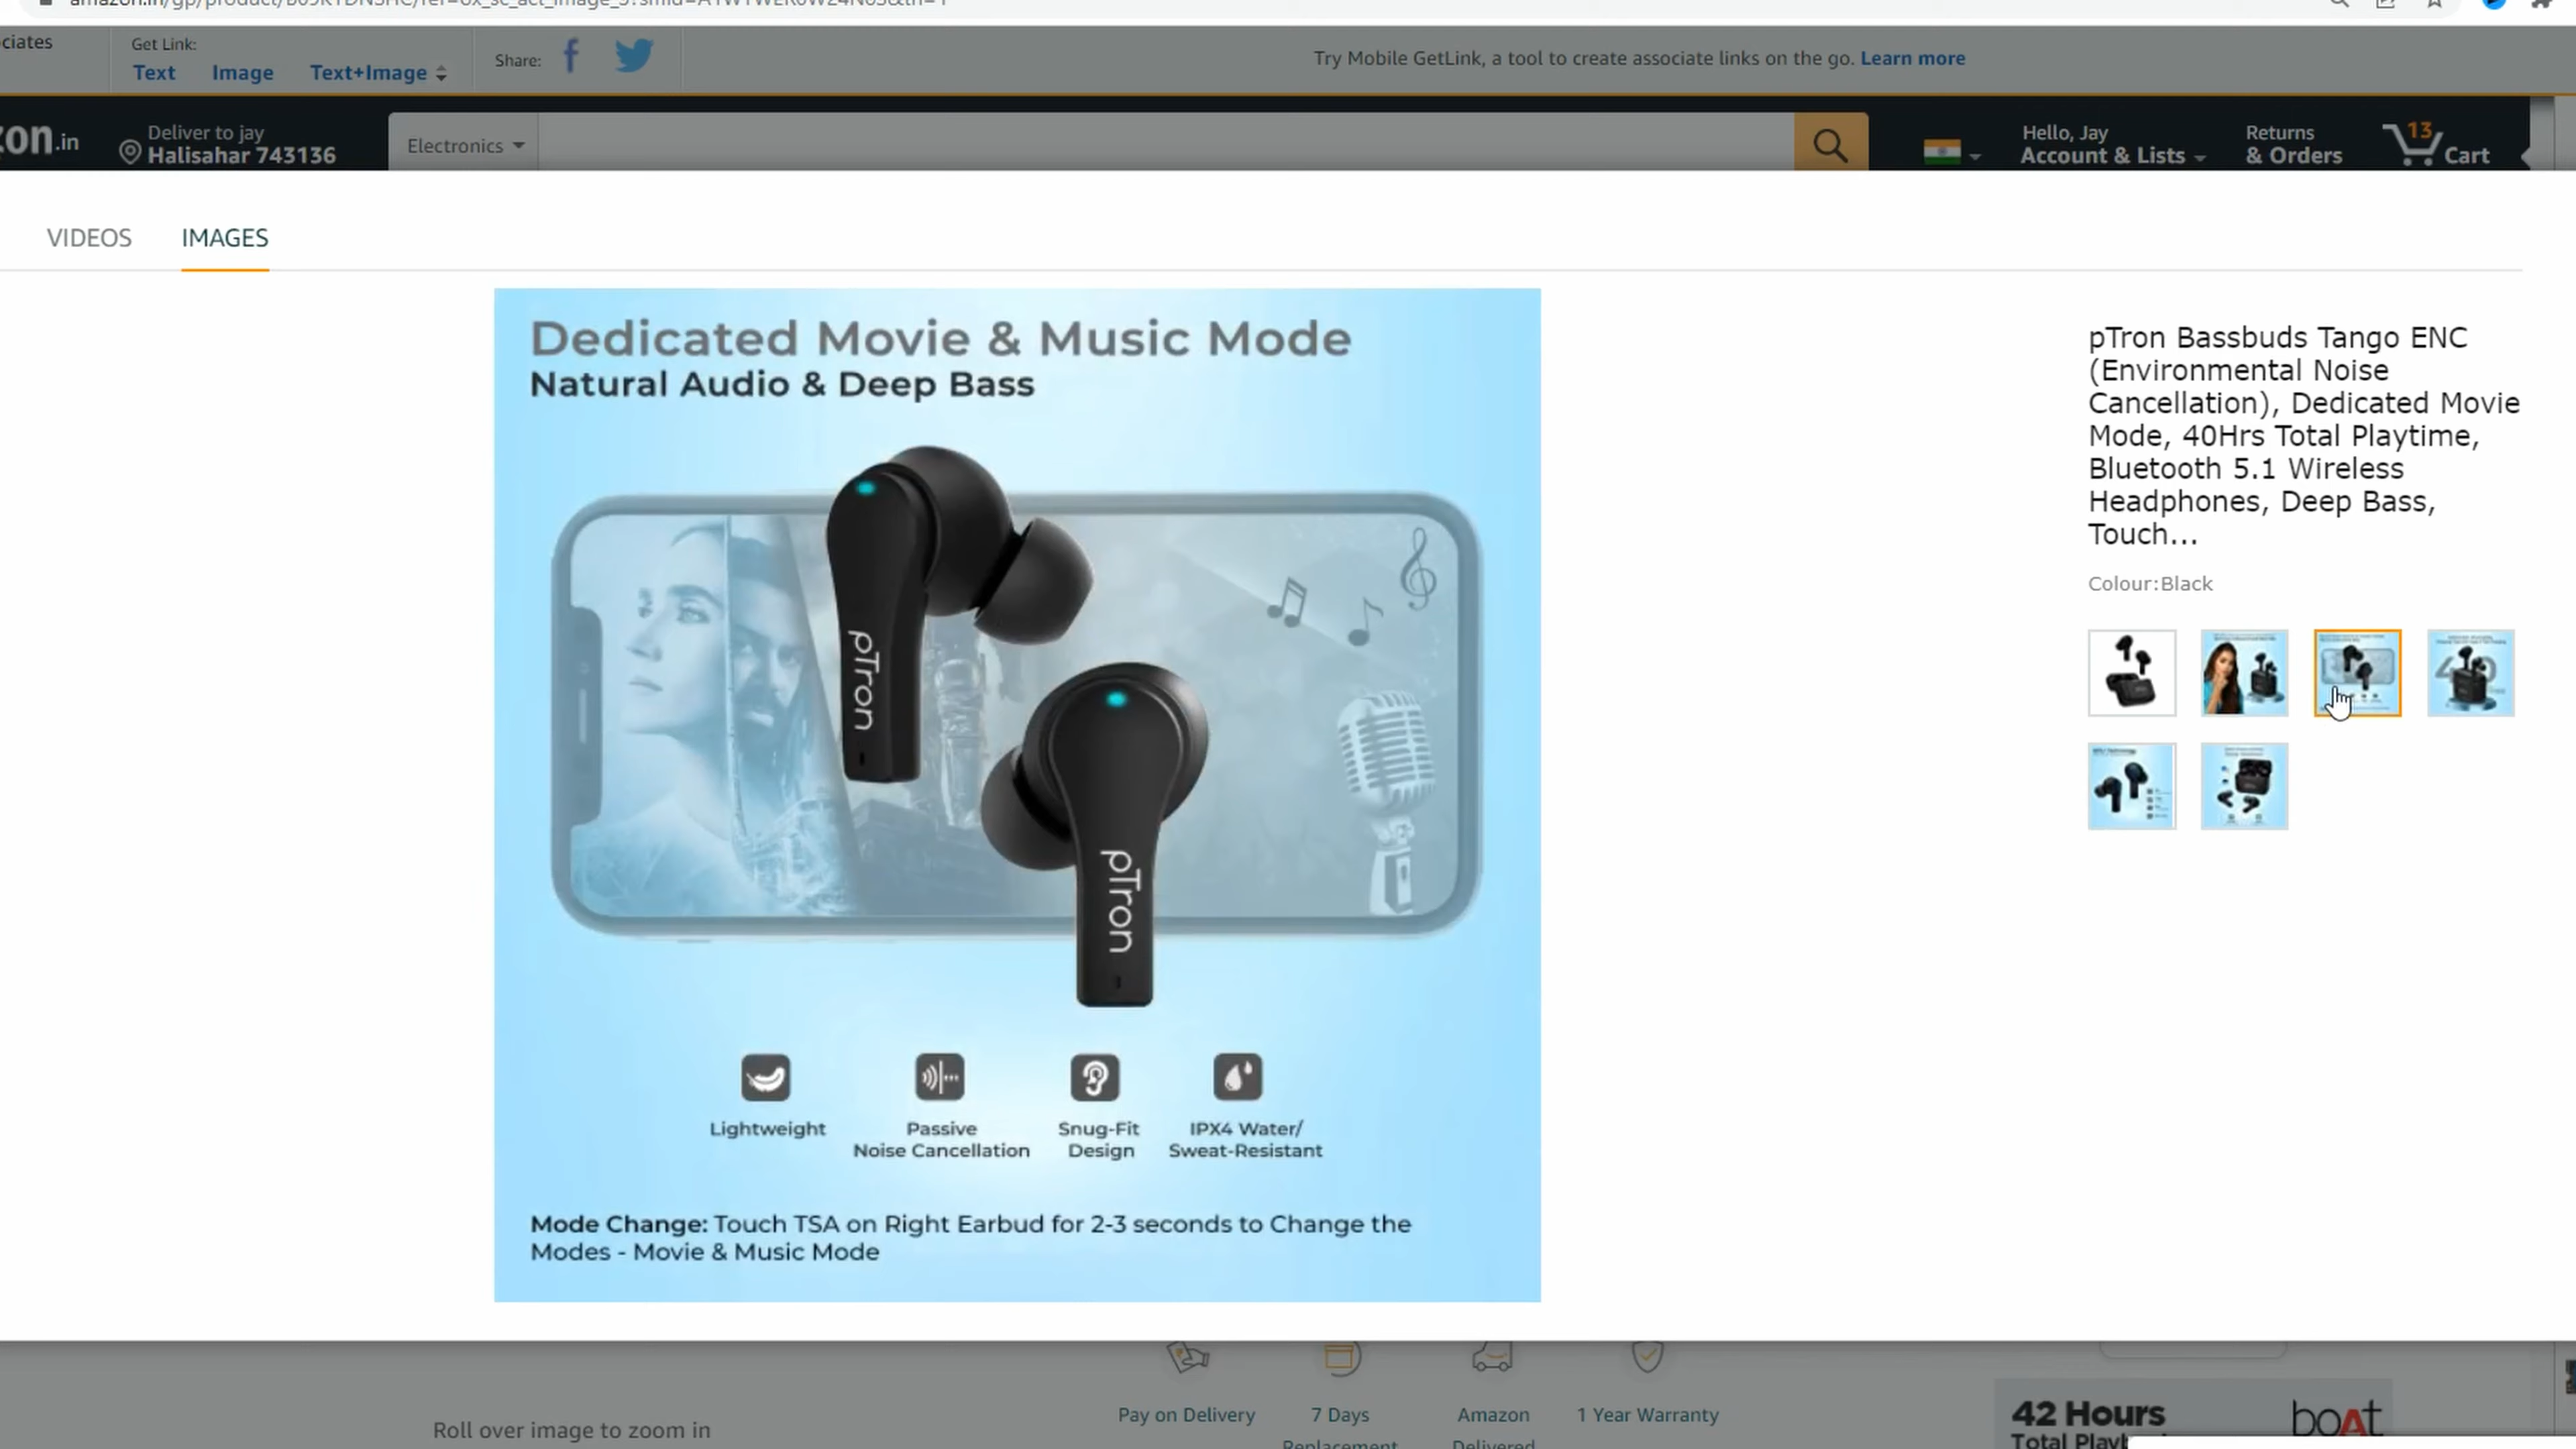 ciates
Get Link:
Text Image Text+Image
Share:
Try Mobile GetLink, a tool to create associate links on the go. Learn more
zon.in
Deliver to jay
Halisahar 743136
Electronics
Hello, Jay
Account & Lists
Returns
& Orders
13
Cart
VIDEOS
IMAGES
Dedicated Movie & Music Mode
Natural Audio & Deep Bass
pTron
pTron
Lightweight
Passive
Noise Cancellation
Snug-Fit
Design
IPX4 Water/
Sweat-Resistant
Mode Change: Touch TSA on Right Earbud for 2-3 seconds to Change the
Modes - Movie & Music Mode
pTron Bassbuds Tango ENC
(Environmental Noise
Cancellation), Dedicated Movie
Mode, 40Hrs Total Playtime,
Bluetooth 5.1 Wireless
Headphones, Deep Bass,
Touch...
Colour:Black
Roll over image to zoom in
Pay on Delivery
7 Days
Replacement
Amazon
Delivered
1 Year Warranty
42 Hours
Total
boAt